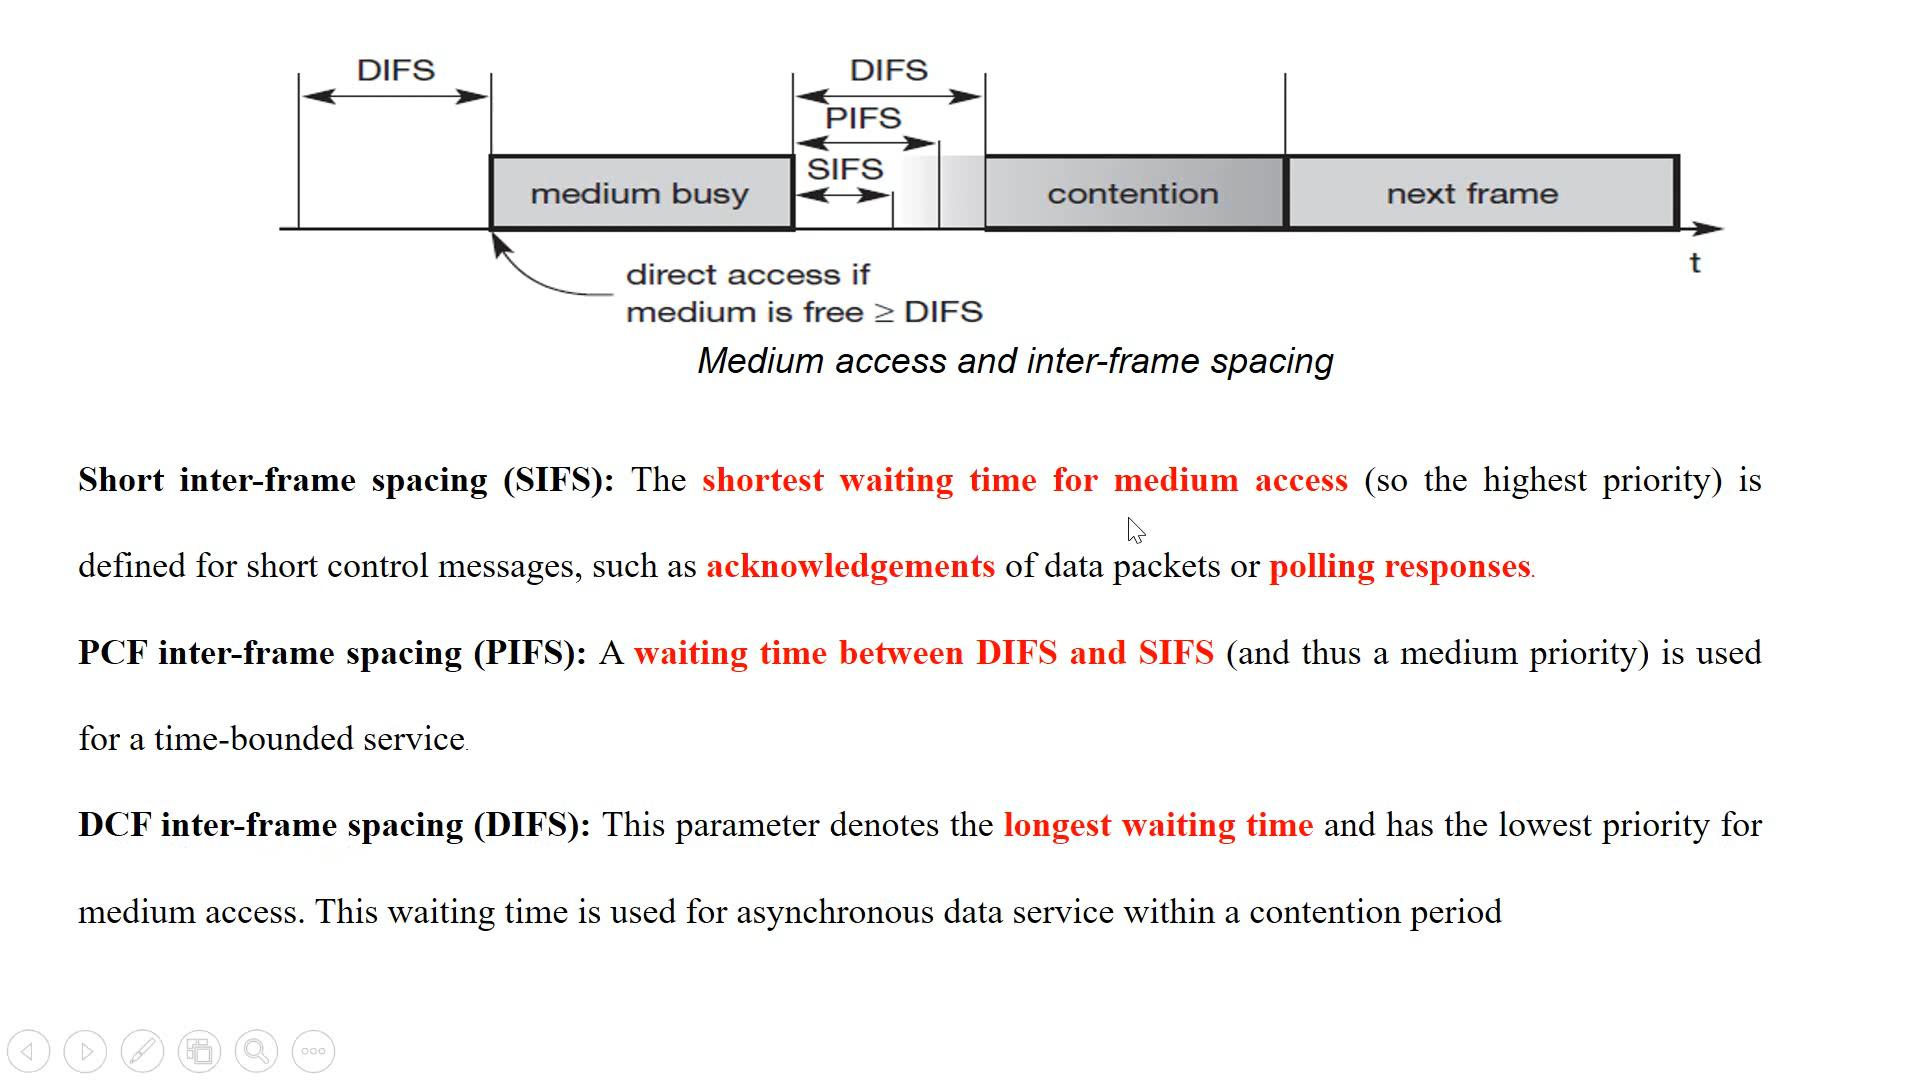 DIFS DIFS
PIFS
SIFS
medium busy contention next frame
t
direct access if
medium is free ≥ DIFS
Medium access and inter-frame spacing
Short inter-frame spacing (SIFS): The shortest waiting time for medium access (so the highest priority) is
defined for short control messages, such as acknowledgements of data packets or polling responses.
PCF inter-frame spacing (PIFS): A waiting time between DIFS and SIFS (and thus a medium priority) is used
for a time-bounded service.
DCF inter-frame spacing (DIFS): This parameter denotes the longest waiting time and has the lowest priority for
medium access. This waiting time is used for asynchronous data service within a contention period